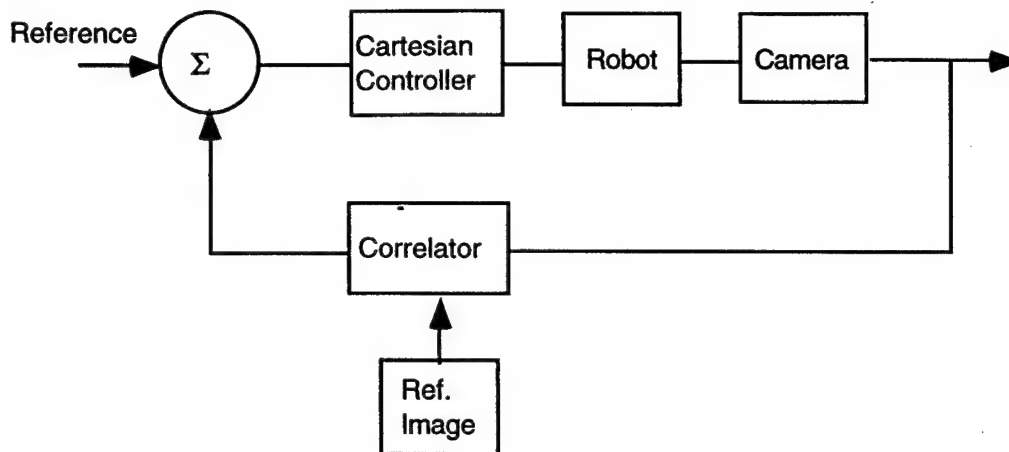 Reference
Σ
Cartesian
Controller
Robot
Camera
Correlator
Ref.
Image